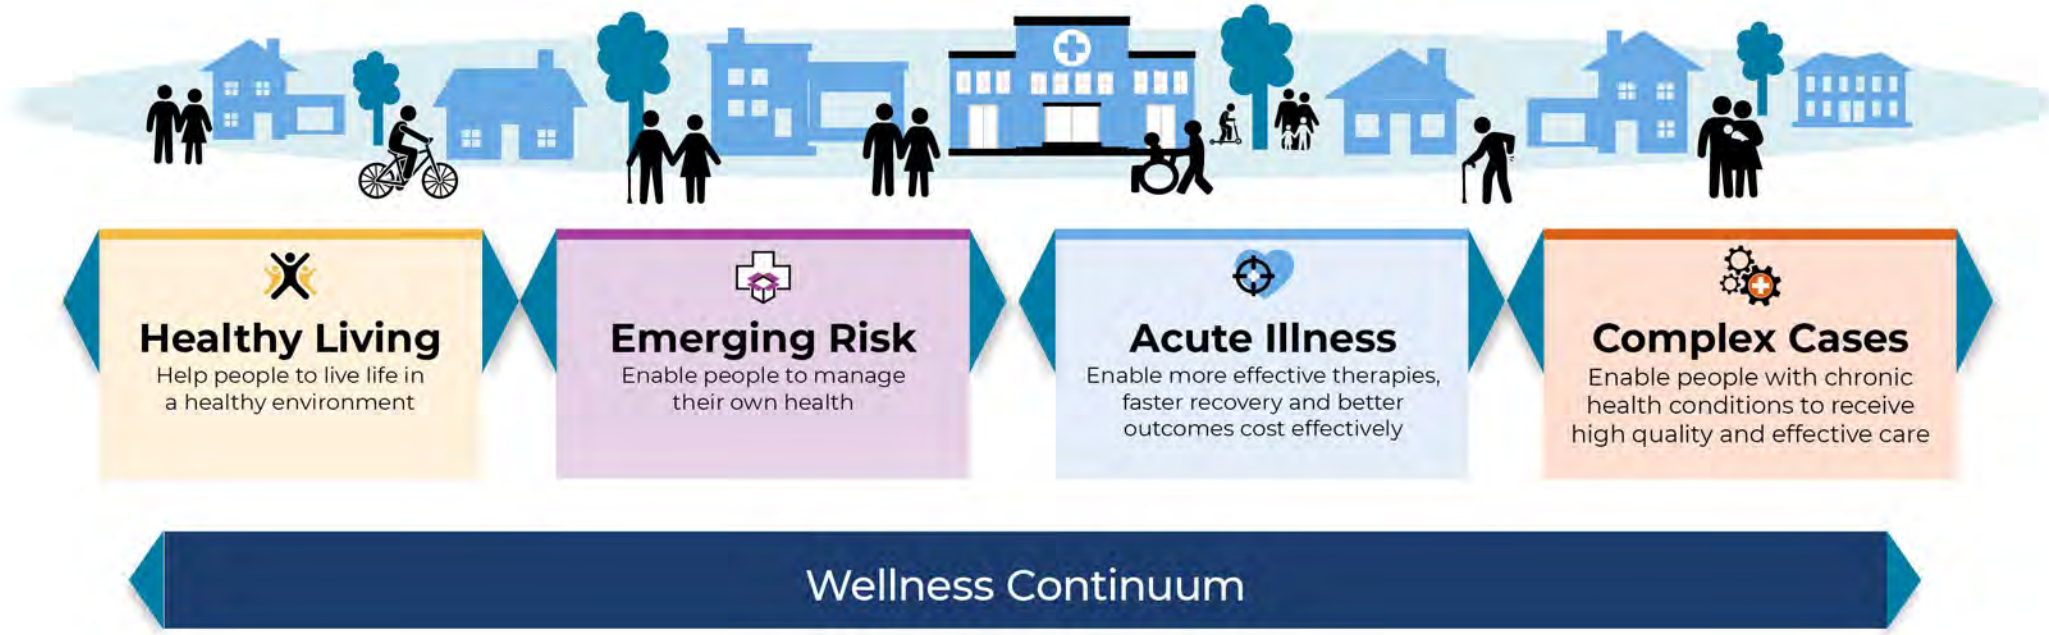 Healthy Living
Help people to live life in
a healthy environment
Emerging Risk
Enable people to manage
their own health
Acute Illness
Enable more effective therapies,
faster recovery and better
outcomes cost effectively
Complex Cases
Enable people with chronic
health conditions to receive
high quality and effective care
Wellness Continuum